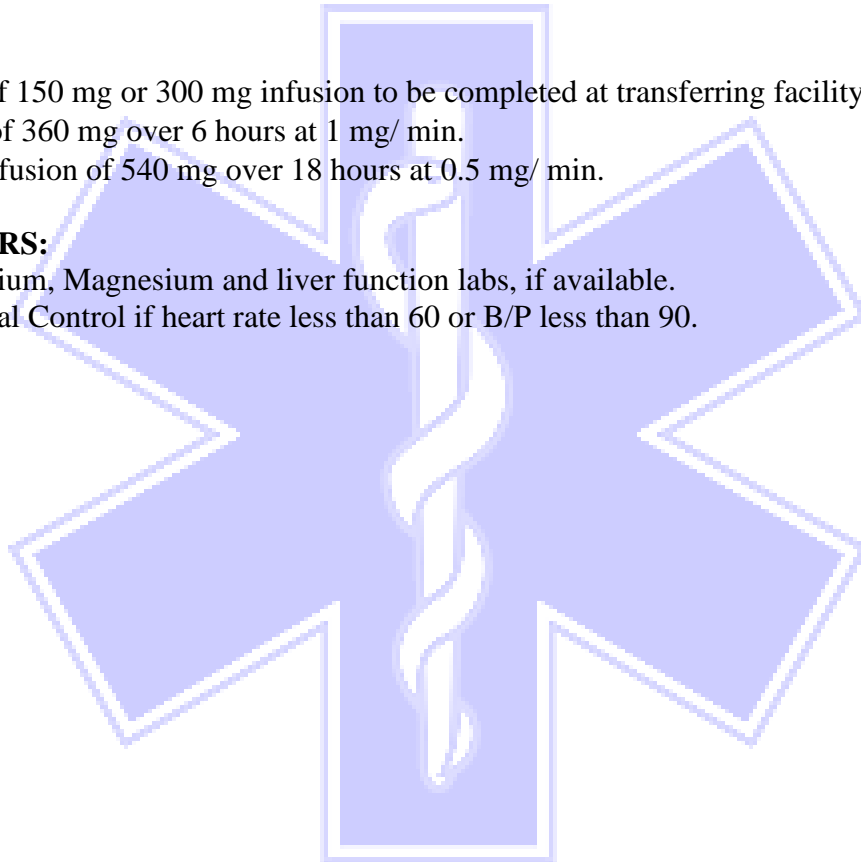 f 150 mg or 300 mg infusion to be completed at transferring facility
of 360 mg over 6 hours at 1 mg/ min.
fusion of 540 mg over 18 hours at 0.5 mg/ min.
RS:
ium, Magnesium and liver function labs, if available.
al Control if heart rate less than 60 or B/P less than 90.